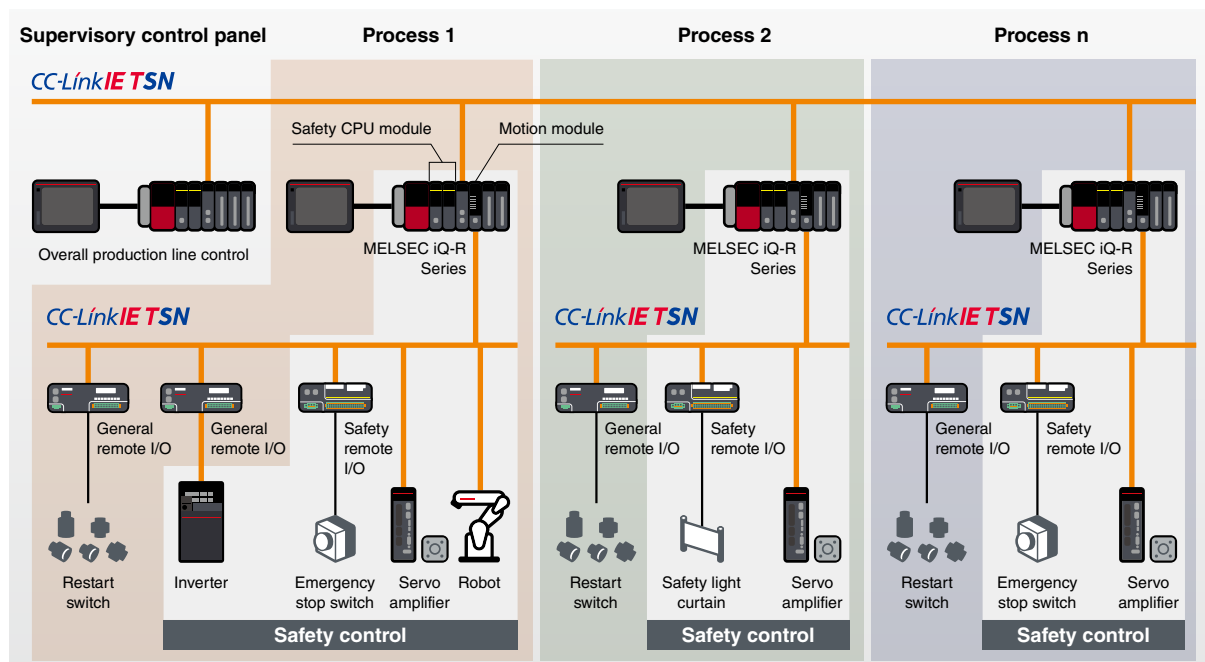 Supervisory control panel
Process 1
Process 2
Process n
CC-Link IE TSN
Safety CPU module
Motion module
Overall production line control
MELSEC iQ-R
Series
MELSEC iQ-R
Series
MELSEC iQ-R
Series
CC-Link IE TSN
CC-Link IE TSN
CC-Link IE TSN
General
remote I/O
General
remote I/O
Safety
remote
I/O
General
remote I/O
Safety
remote I/O
General
remote I/O
Safety
remote I/O
Restart
switch
Inverter
Emergency
stop switch
Servo
amplifier
Robot
Restart
switch
Safety light
curtain
Servo
amplifier
Restart
switch
Emergency
stop switch
Servo
amplifier
Safety control
Safety control
Safety control